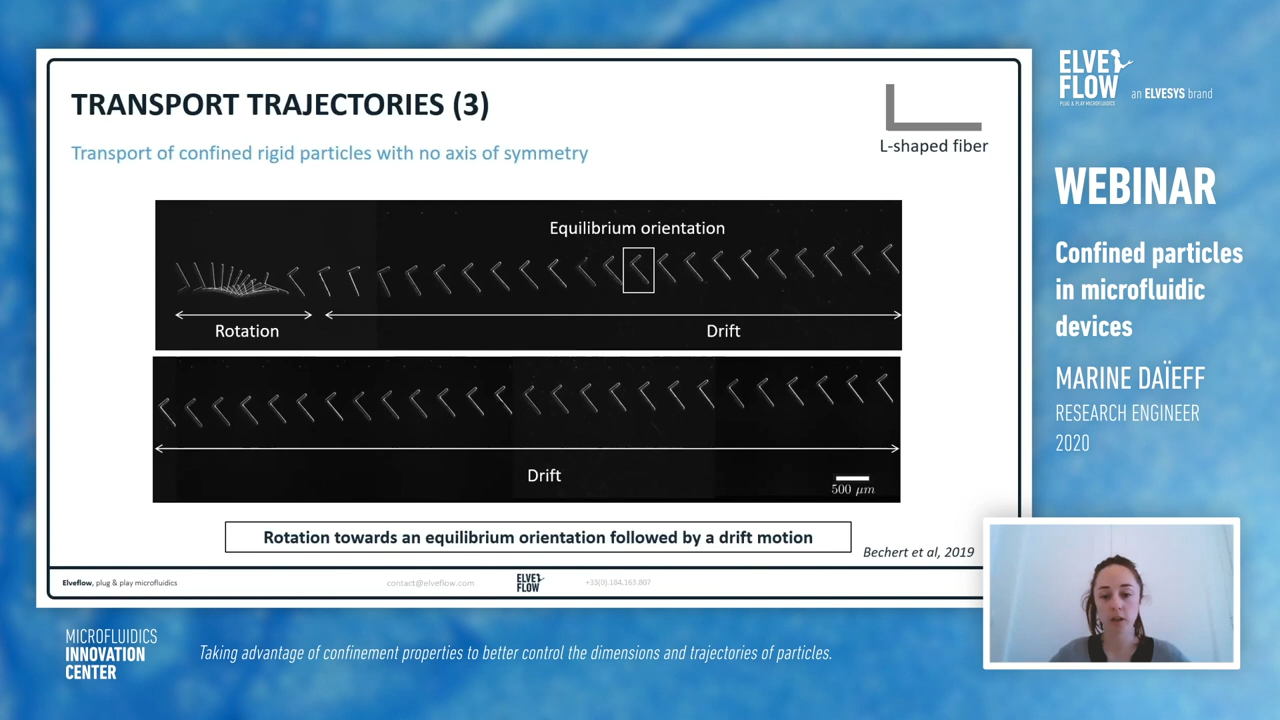 TRANSPORT TRAJECTORIES (3)
Transport of confined rigid particles with no axis of symmetry
L-shaped fiber
Equilibrium orientation
Rotation
Drift
Drift
500 μm
Rotation towards an equilibrium orientation followed by a drift motion
Bechert et al, 2019
Elveflow, plug & play microfluidics
contact@elveflow.com
ELVE
FLOW
+33(0).184.163.807
ELVE
FLOW
PLUG & PLAY MICROFLUIDICS
an ELVESYS brand
WEBINAR
Confined particles
in microfluidic
devices
MARINE DAÏEFF
RESEARCH ENGINEER
2020
MICROFLUIDICS
INNOVATION
CENTER
Taking advantage of confinement properties to better control the dimensions and trajectories of particles.